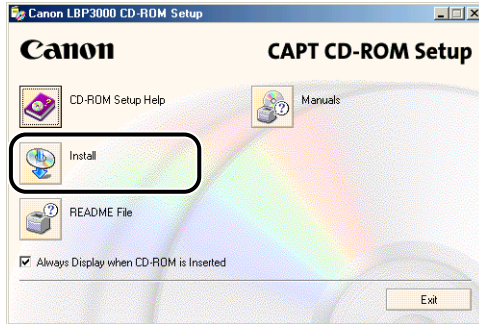 Canon LBP3000 CD-ROM Setup
Canon
CAPT CD-ROM Setup
CD-ROM Setup Help
Manuals
Install
README File
Always Display when CD-ROM is Inserted
Exit